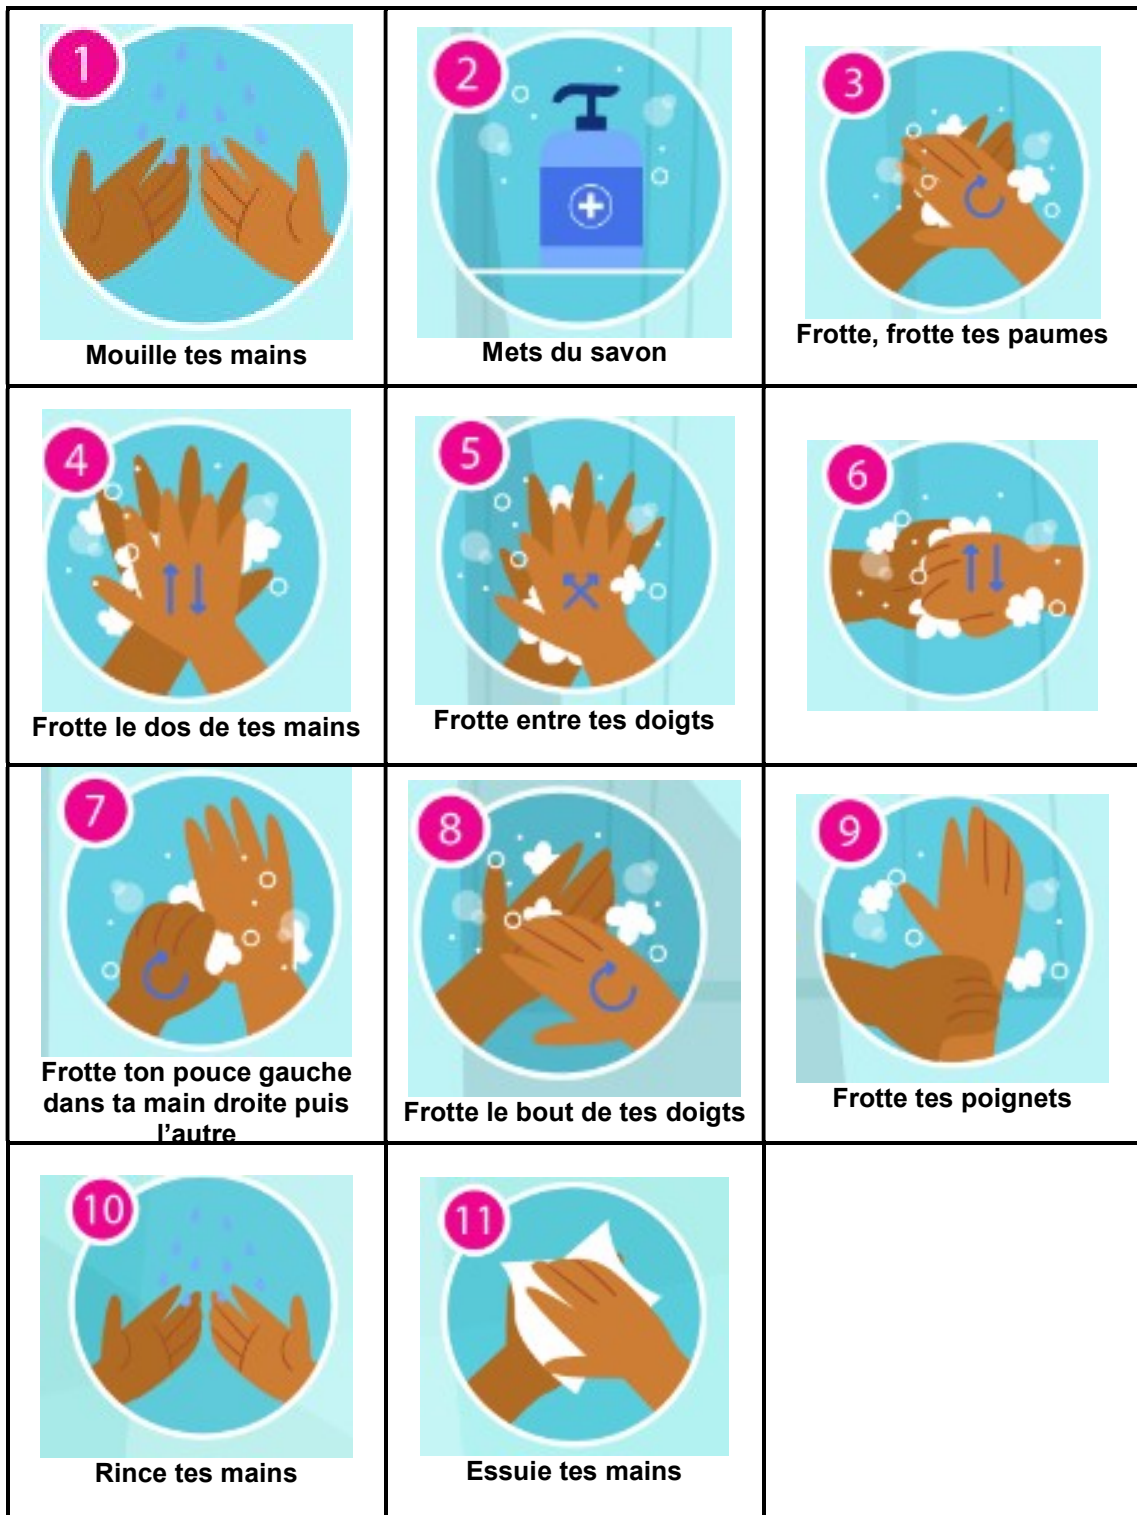 1
Mouille tes mains
2
Mets du savon
3
Frotte, frotte tes paumes
4
Frotte le dos de tes mains
5
Frotte entre tes doigts
6
7
Frotte ton pouce gauche
dans ta main droite puis
l’autre
8
Frotte le bout de tes doigts
9
Frotte tes poignets
10
Rince tes mains
11
Essuie tes mains